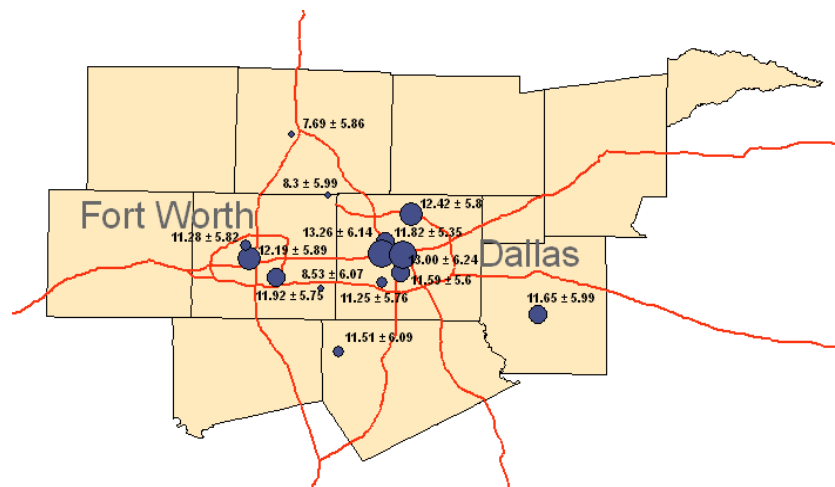 7.69 ± 5.86
8.3 ± 5.99
12.42 ± 5.8
Fort Worth
11.28 ± 5.82
13.26 ± 6.14
11.82 ± 5.35
12.19 ± 5.89
Dallas
13.00 ± 6.24
8.53 ± 6.07
11.59 ± 5.6
11.92 ± 5.75
11.25 ± 5.76
11.65 ± 5.99
11.51 ± 6.09